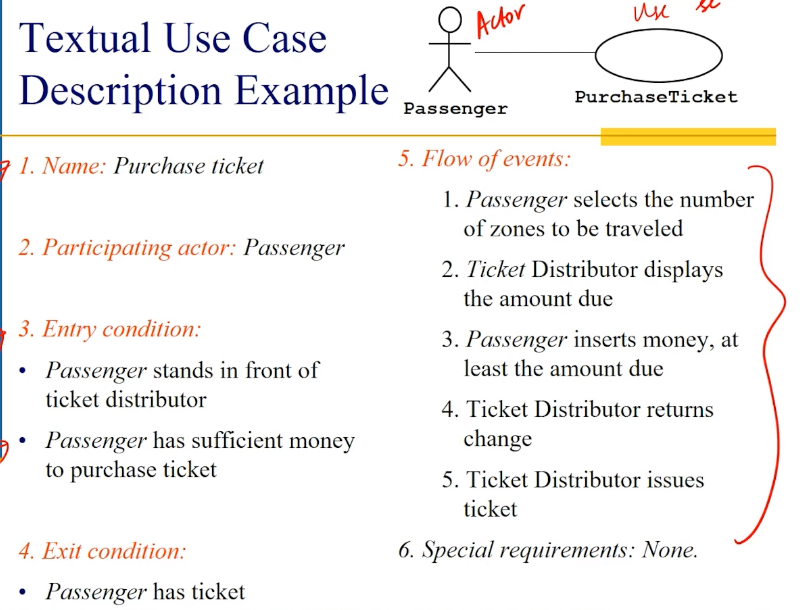 Textual Use Case
Description Example
Actor
Use
Passenger
PurchaseTicket
1. Name: Purchase ticket
2. Participating actor: Passenger
3. Entry condition:
• Passenger stands in front of
ticket distributor
• Passenger has sufficient money
to purchase ticket
4. Exit condition:
• Passenger has ticket
5. Flow of events:
1. Passenger selects the number
of zones to be traveled
2. Ticket Distributor displays
the amount due
3. Passenger inserts money, at
least the amount due
4. Ticket Distributor returns
change
5. Ticket Distributor issues
ticket
6. Special requirements: None.